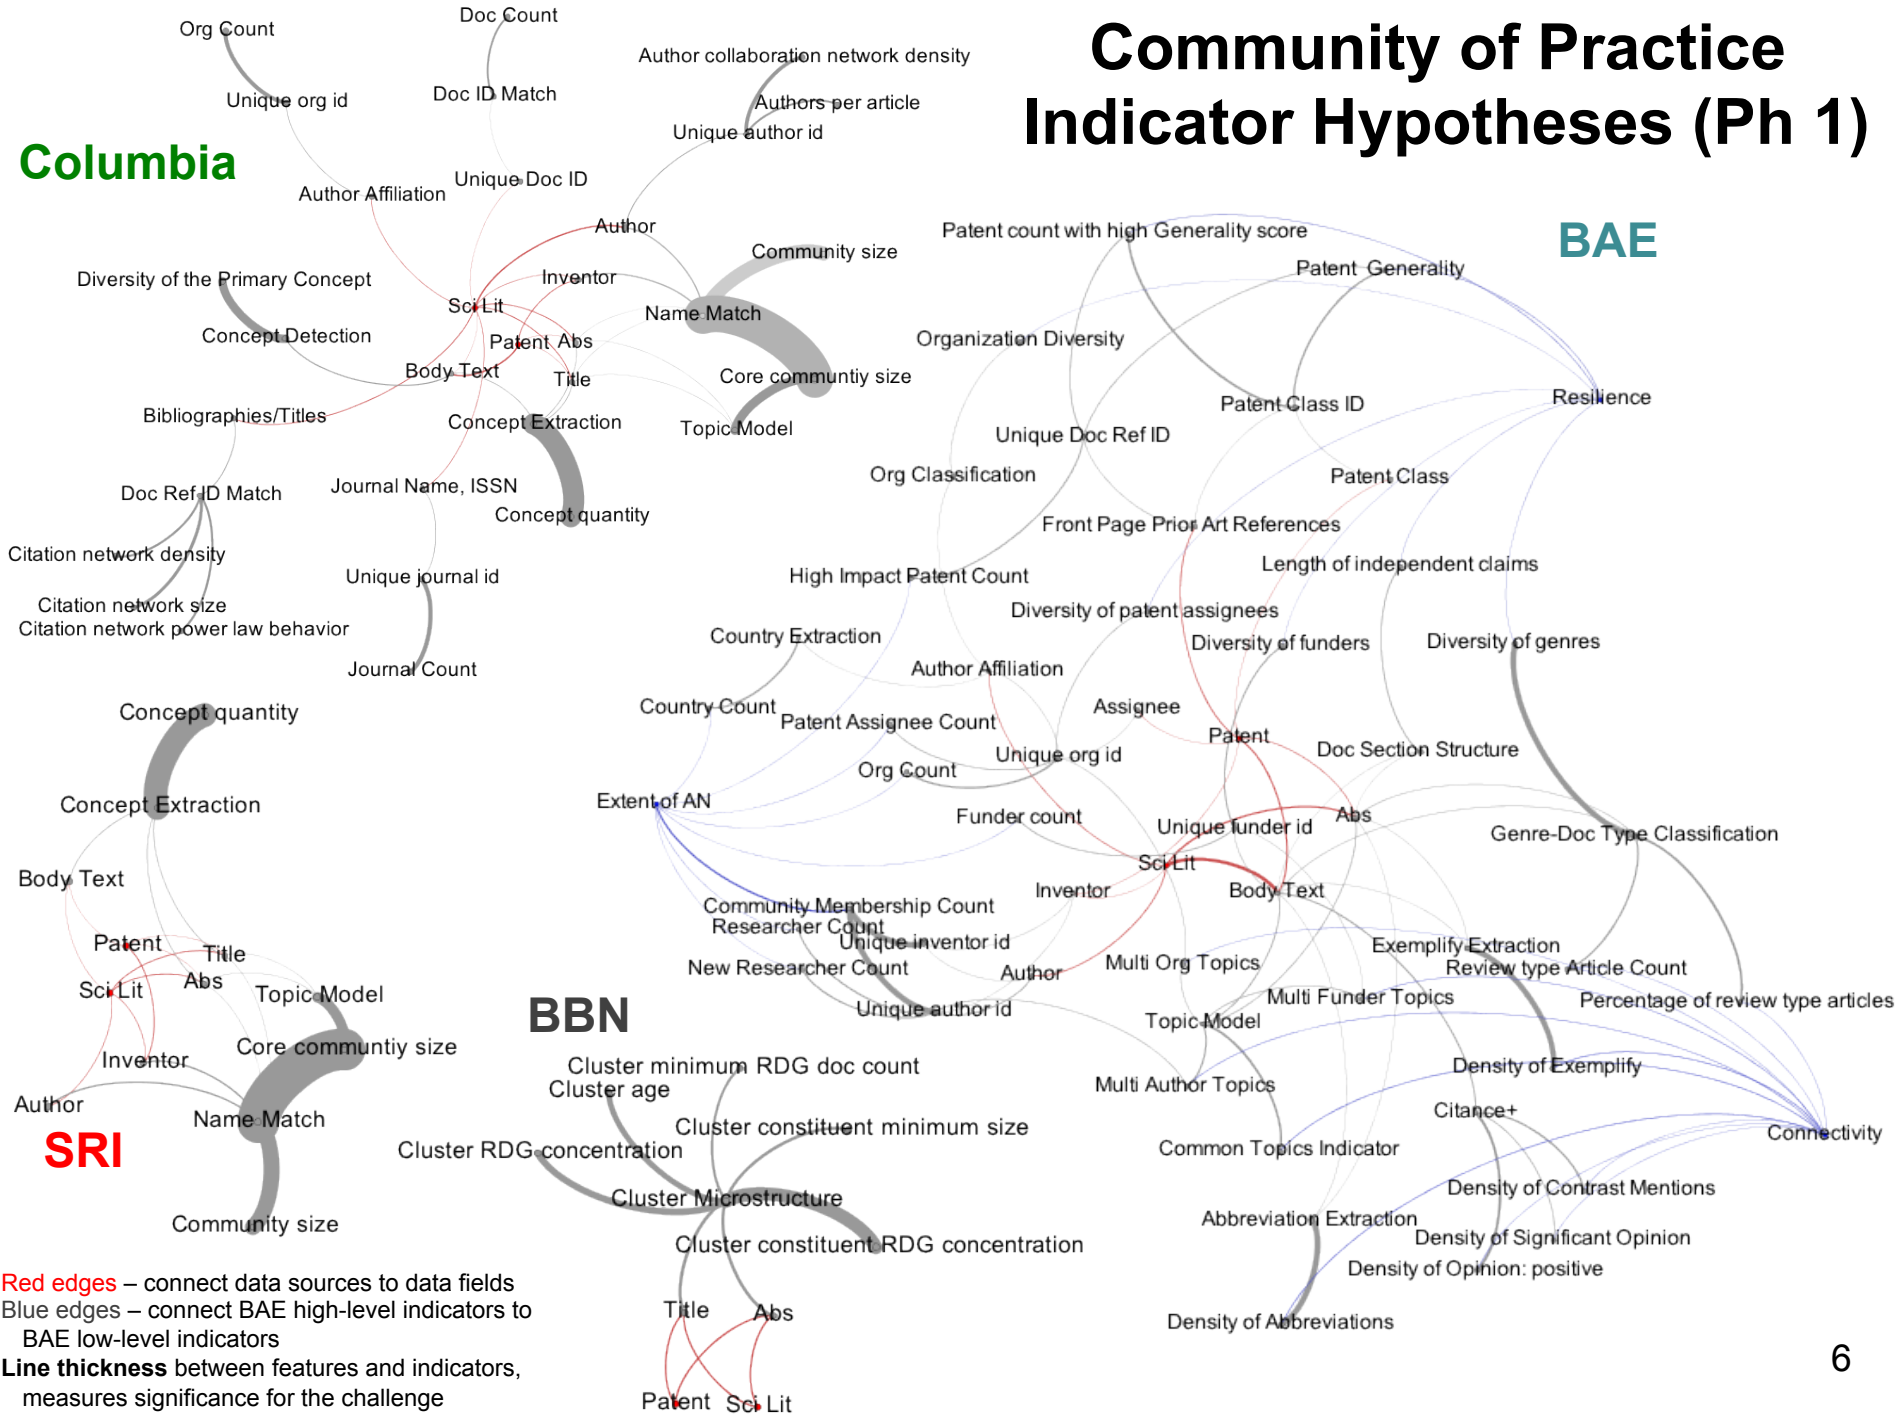 Community of Practice
Indicator Hypotheses (Ph 1)
Columbia
Org Count
Doc Count
Author collaboration network density
Unique org id
Doc ID Match
Authors per article
Unique author id
Author Affiliation
Unique Doc ID
Author
Community size
Diversity of the Primary Concept
Inventor
Sci Lit
Name Match
Concept Detection
Patent
Abs
Body Text
Title
Core communtiy size
Bibliographies/Titles
Concept Extraction
Topic Model
Doc Ref ID Match
Journal Name, ISSN
Concept quantity
Citation network density
Unique journal id
Citation network size
Citation network power law behavior
Journal Count
BAE
Patent count with high Generality score
Patent Generality
Organization Diversity
Resilience
Patent Class ID
Unique Doc Ref ID
Org Classification
Patent Class
Front Page Prior Art References
Length of independent claims
High Impact Patent Count
Diversity of patent assignees
Country Extraction
Diversity of funders
Diversity of genres
Author Affiliation
Country Count
Patent Assignee Count
Assignee
Patent
Doc Section Structure
Unique org id
Org Count
Extent of AN
Funder count
Unique funder id
Abs
Genre-Doc Type Classification
Sci Lit
Inventor
Body Text
Community Membership Count
Researcher Count
Unique inventor id
Exemplify Extraction
New Researcher Count
Author
Multi Org Topics
Review type Article Count
Unique author id
Multi Funder Topics
Percentage of review type articles
Topic Model
Density of Exemplify
Multi Author Topics
Citance+
Connectivity
Common Topics Indicator
Density of Contrast Mentions
Abbreviation Extraction
Density of Significant Opinion
Density of Opinion: positive
Density of Abbreviations
Concept quantity
Concept Extraction
Body Text
Patent
Title
Abs
Sci Lit
Topic Model
Core communtiy size
Inventor
Author
Name Match
SRI
Community size
BBN
Cluster minimum RDG doc count
Cluster age
Cluster constituent minimum size
Cluster RDG concentration
Cluster Microstructure
Cluster constituent RDG concentration
Title
Abs
Patent
Sci Lit
Red edges – connect data sources to data fields
Blue edges – connect BAE high-level indicators to
BAE low-level indicators
Line thickness between features and indicators,
measures significance for the challenge
6